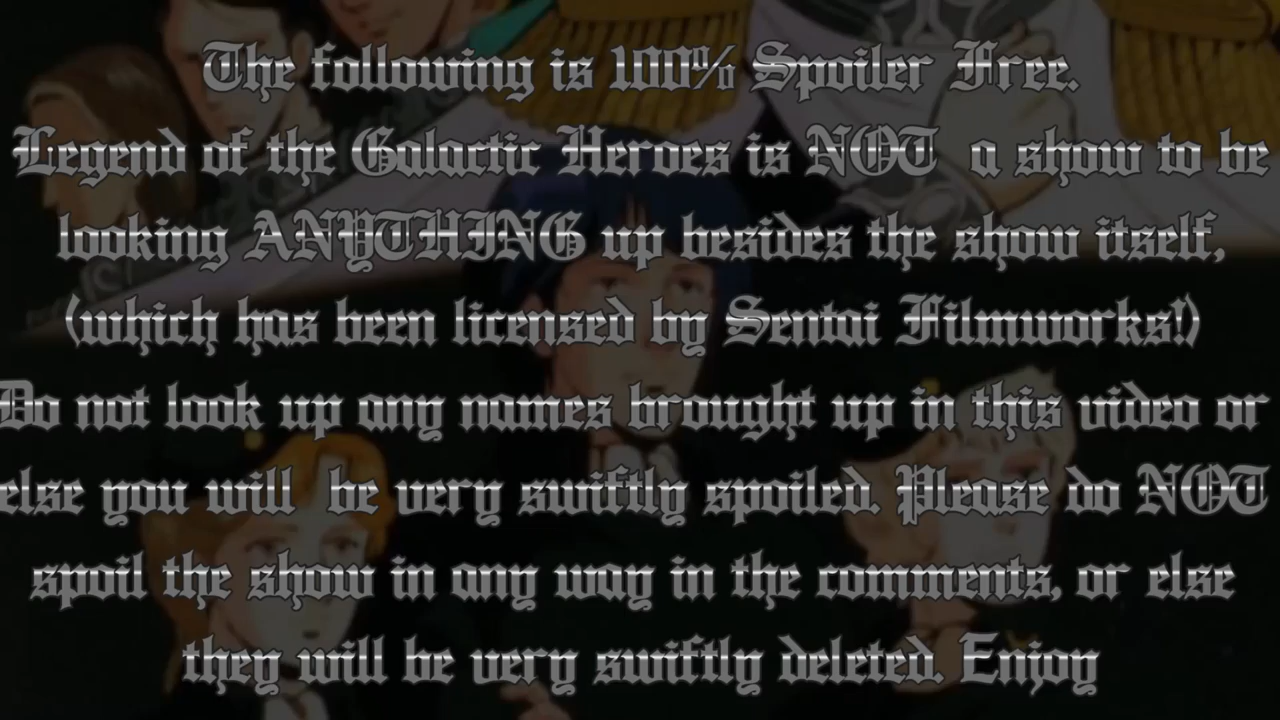 The following is 100% Spoiler Free.
Legend of the Galactic Heroes is NOT a show to be
looking ANYTHING up besides the show itself,
(which has been licensed by Sentai Filmworks!)
Do not look up any names brought up in this video or
else you will be very swiftly spoiled. Please do NOT
spoil the show in any way in the comments, or else
they will be very swiftly deleted. Enjoy